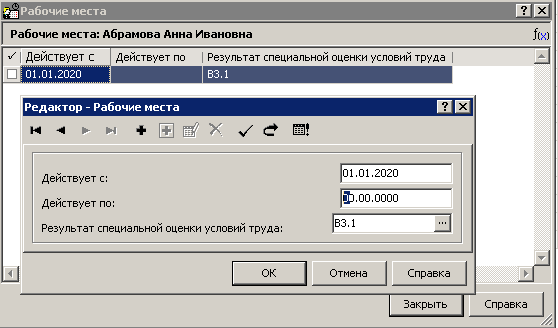 Рабочие места
Рабочие места: Абрамова Анна Ивановна
f(x)
Действует с Действует по Результат специальной оценки условий труда
01.01.2020 В3.1
Редактор - Рабочие места
Действует с: 01.01.2020
Действует по: 00.00.0000
Результат специальной оценки условий труда: В3.1 ...
ОК Отмена Справка
Закрыть Справка